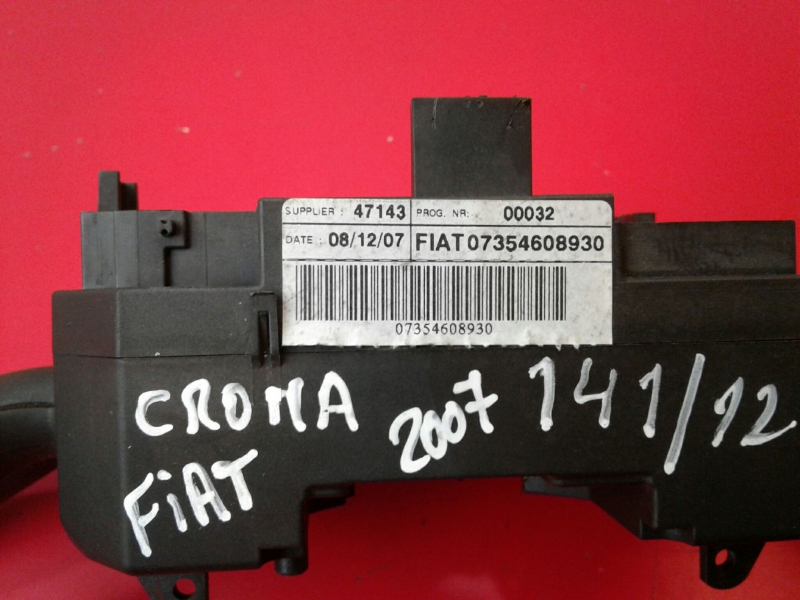 SUPPLIER : 47143 PROG. NR: 00032
DATE : 08/12/07 FIAT 07354608930
07354608930
CROMA 2007 141/12
FiAT